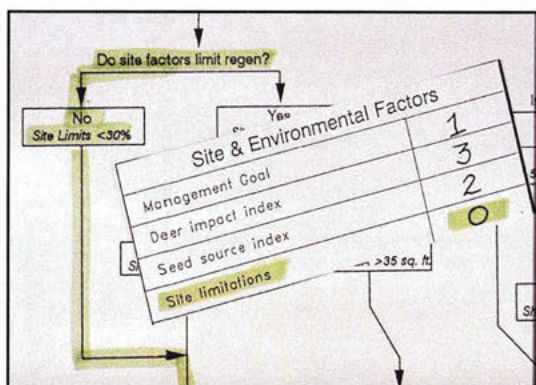 Do site factors limit regen?
No
Site Limits <30%
Yes
Site & Environmental Factors
Management Goal 1
Deer impact index 3
Seed source index 2
Site limitations 0
>35 sq. ft.